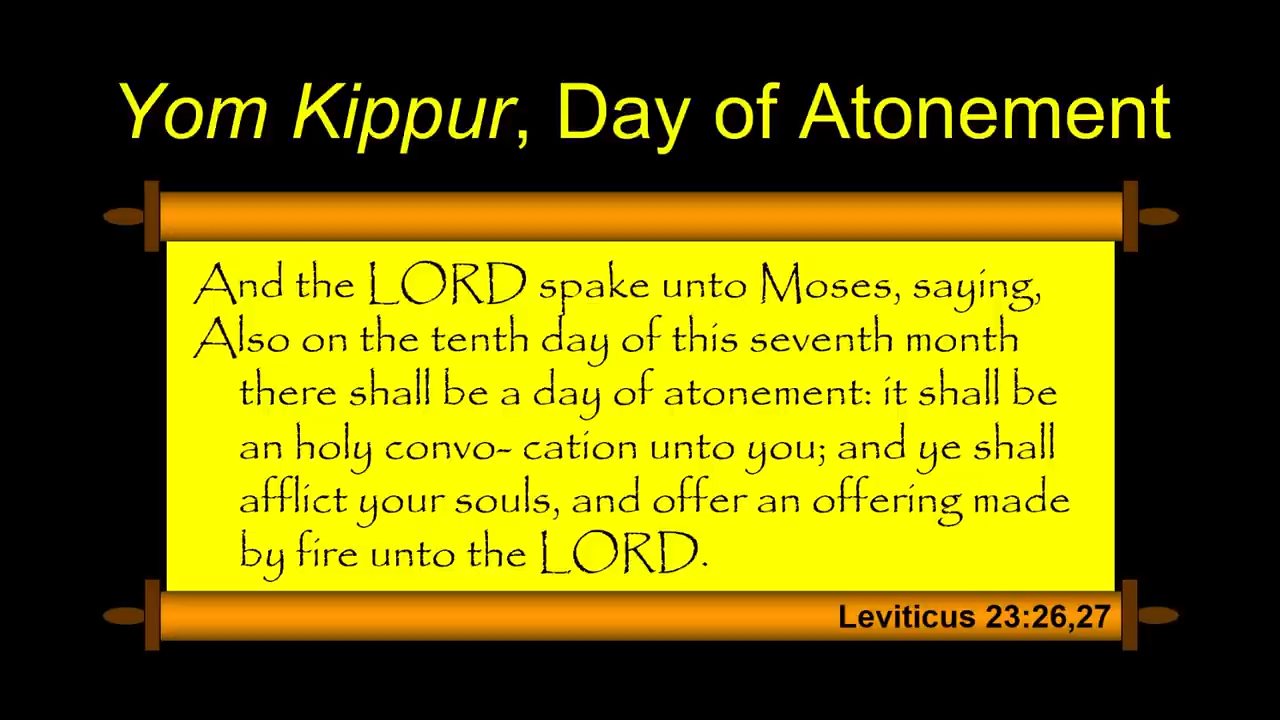 Yom Kippur, Day of Atonement
And the LORD spake unto Moses, saying,
Also on the tenth day of this seventh month
there shall be a day of atonement: it shall be
an holy convo- cation unto you; and ye shall
afflict your souls, and offer an offering made
by fire unto the LORD.
Leviticus 23:26,27